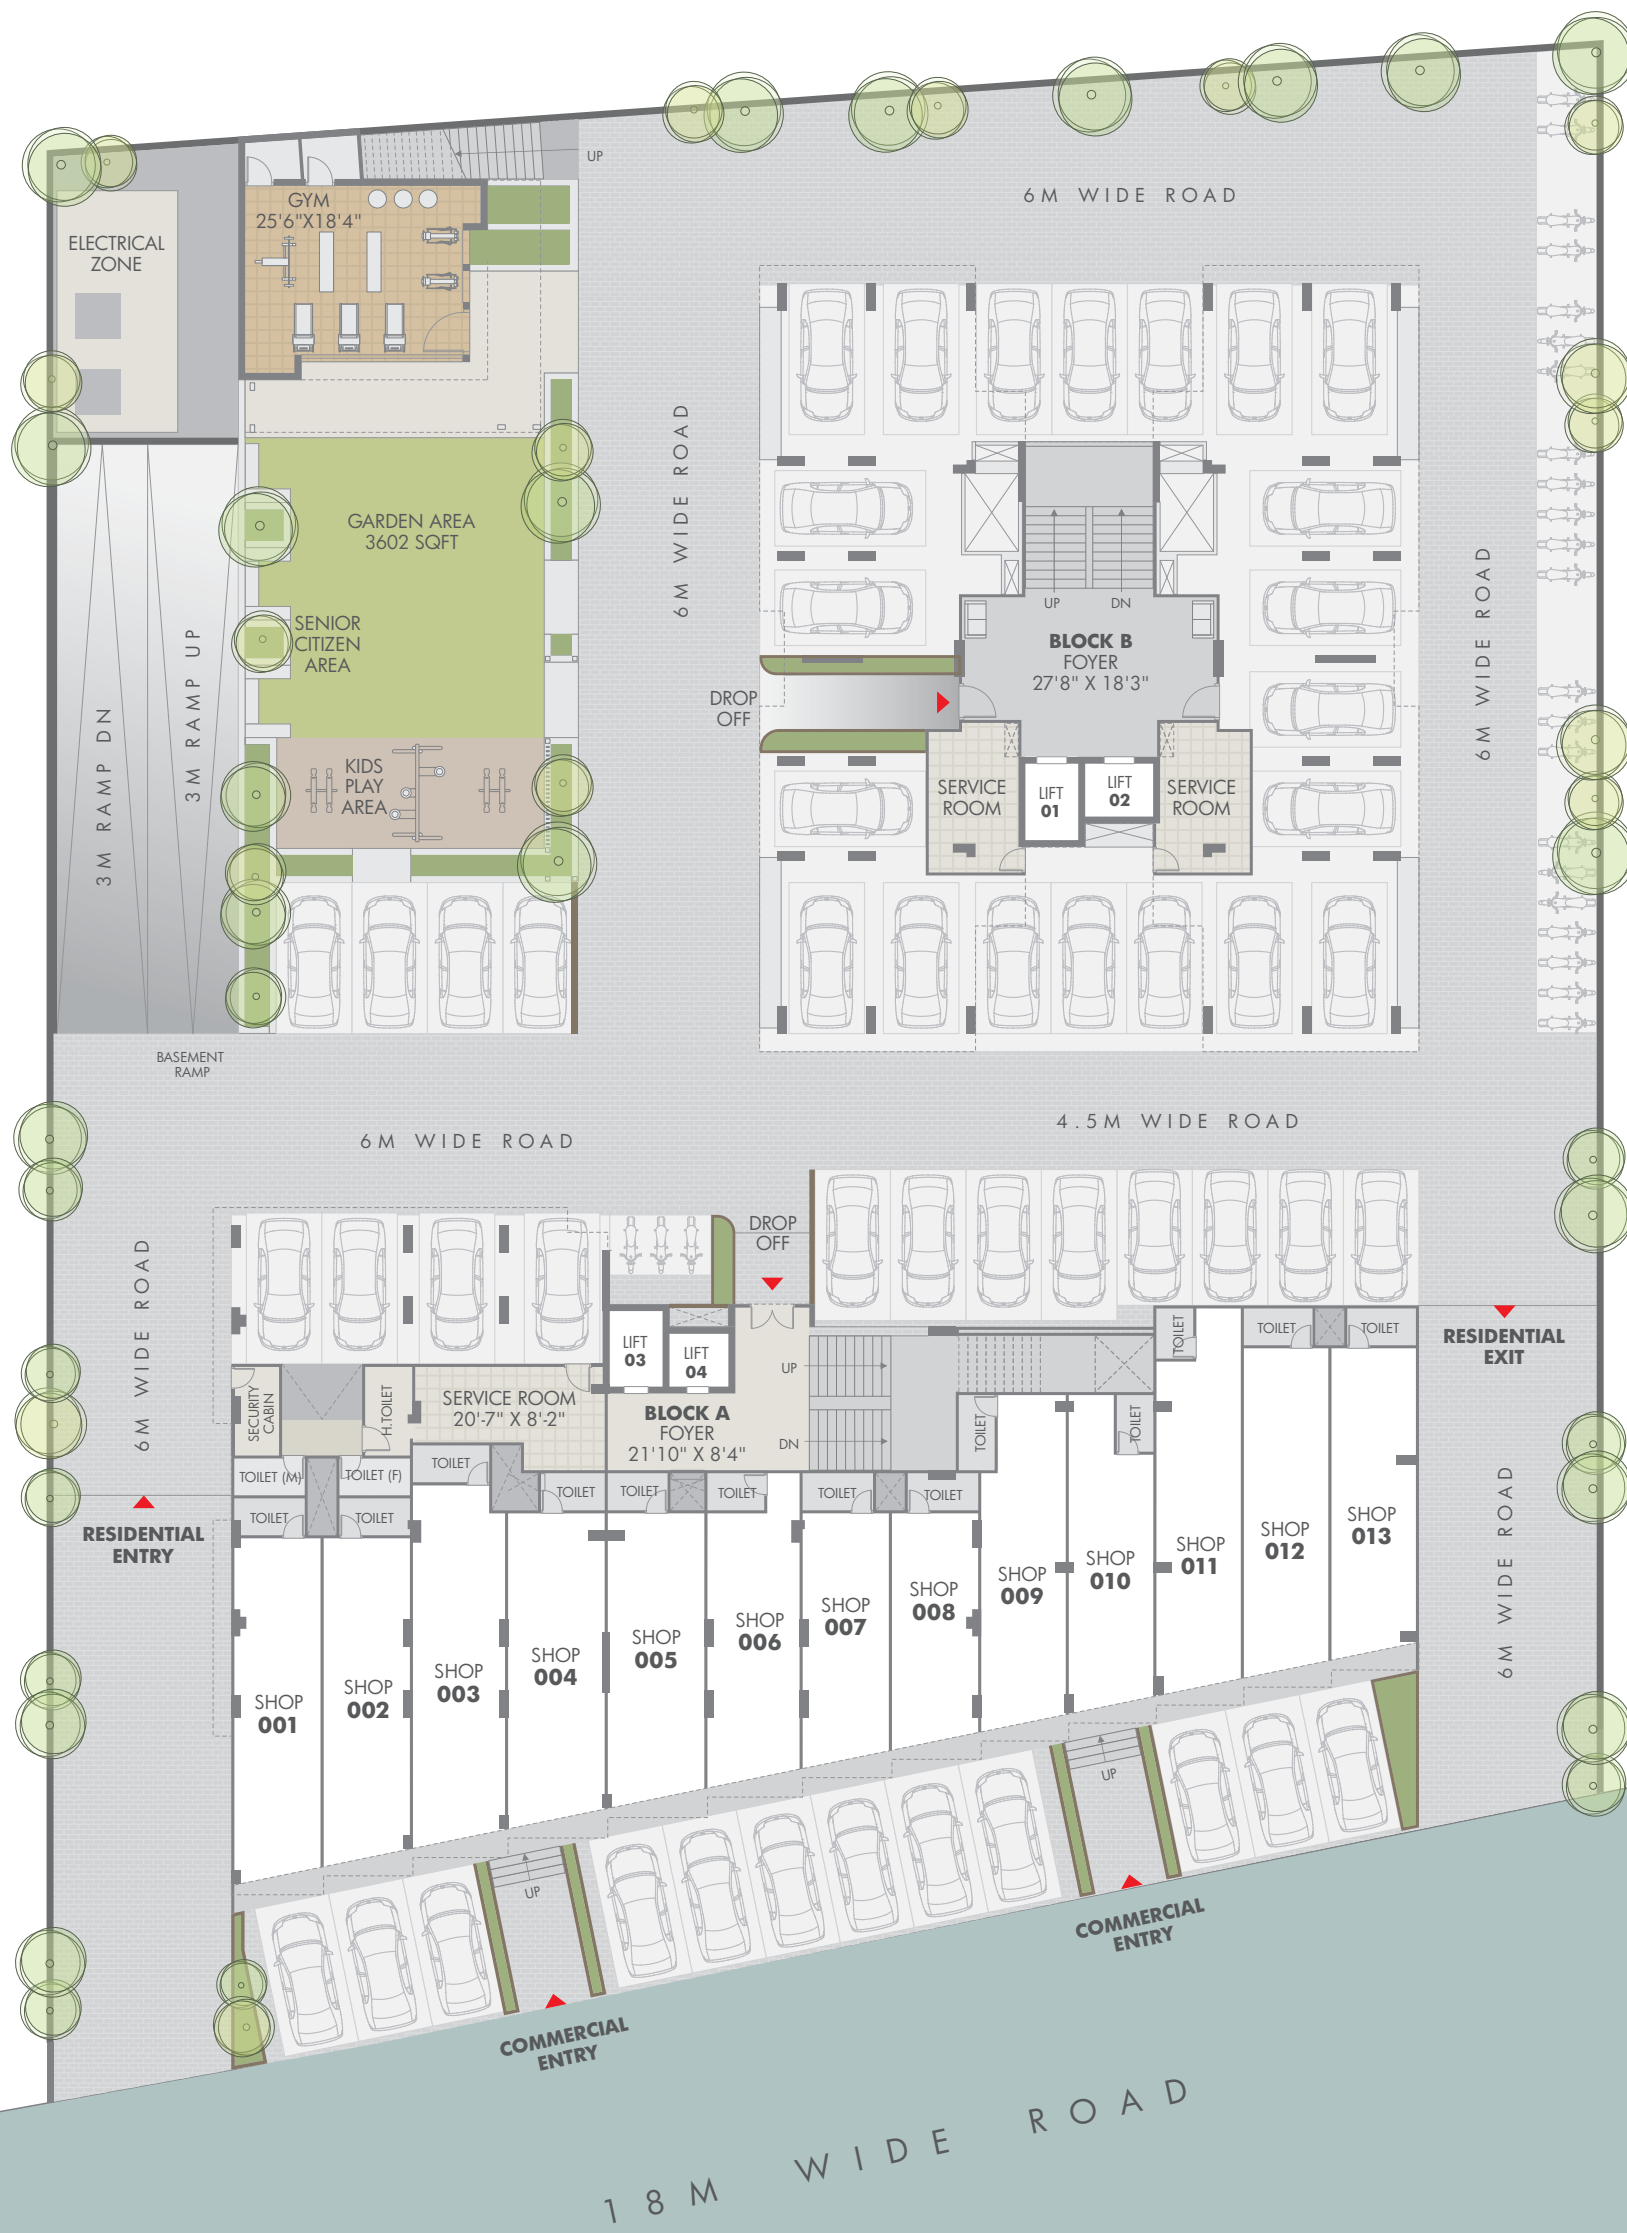 UP
6M WIDE ROAD
GYM
25'6"X18'4"
ELECTRICAL
ZONE
6M WIDE ROAD
GARDEN AREA
3602 SQFT
SENIOR
CITIZEN
AREA
3M RAMP UP
3M RAMP DN
KIDS
PLAY
AREA
UP
DN
BLOCK B
FOYER
27'8" X 18'3"
DROP
OFF
SERVICE
ROOM
LIFT
01
LIFT
02
SERVICE
ROOM
6M WIDE ROAD
BASEMENT
RAMP
6M WIDE ROAD
4.5M WIDE ROAD
6M WIDE ROAD
DROP
OFF
LIFT
03
LIFT
04
UP
DN
SECURITY
CABIN
H.TOILET
SERVICE ROOM
20'-7" X 8'-2"
BLOCK A
FOYER
21'10" X 8'4"
TOILET
TOILET
TOILET
TOILET
TOILET
RESIDENTIAL
EXIT
TOILET (M)
TOILET (F)
TOILET
TOILET
TOILET
TOILET
TOILET
TOILET
TOILET
TOILET
RESIDENTIAL
ENTRY
6M WIDE ROAD
SHOP
001
SHOP
002
SHOP
003
SHOP
004
SHOP
005
SHOP
006
SHOP
007
SHOP
008
SHOP
009
SHOP
010
SHOP
011
SHOP
012
SHOP
013
UP
UP
COMMERCIAL
ENTRY
COMMERCIAL
ENTRY
18M WIDE ROAD